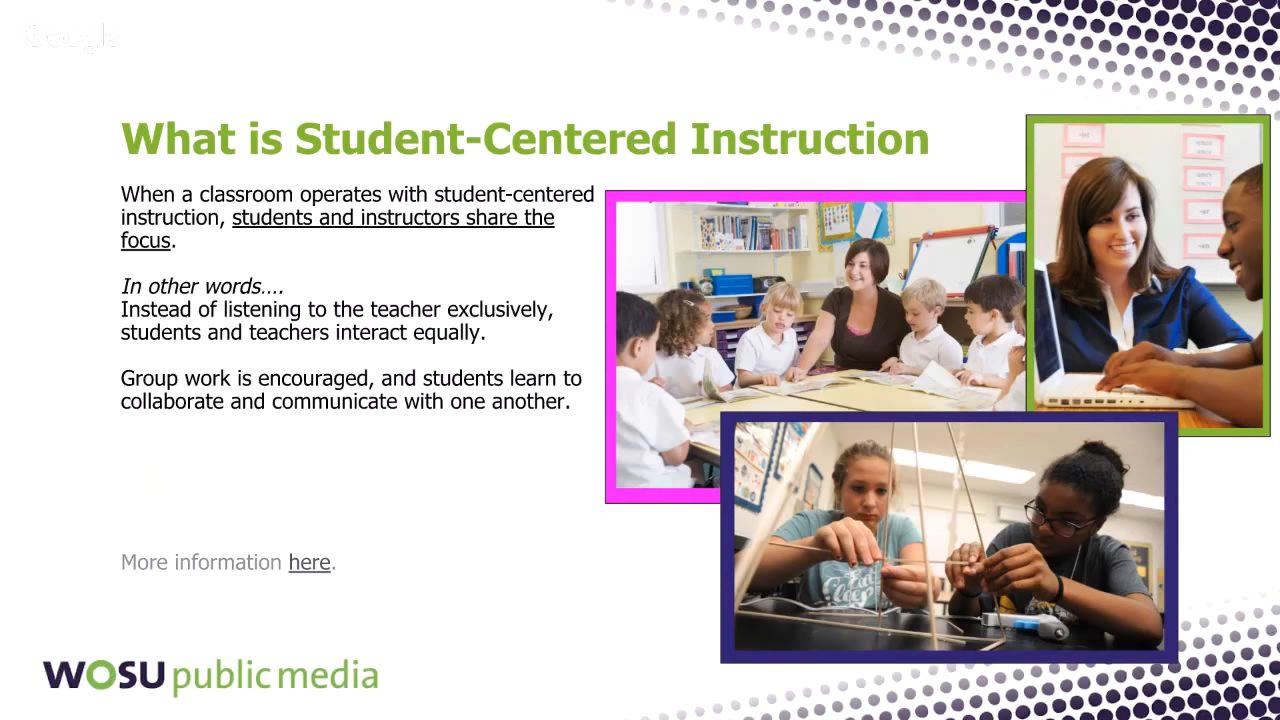 Google
What is Student-Centered Instruction
When a classroom operates with student-centered
instruction, students and instructors share the
focus.
In other words....
Instead of listening to the teacher exclusively,
students and teachers interact equally.
Group work is encouraged, and students learn to
collaborate and communicate with one another.
More information here.
WOSU public media